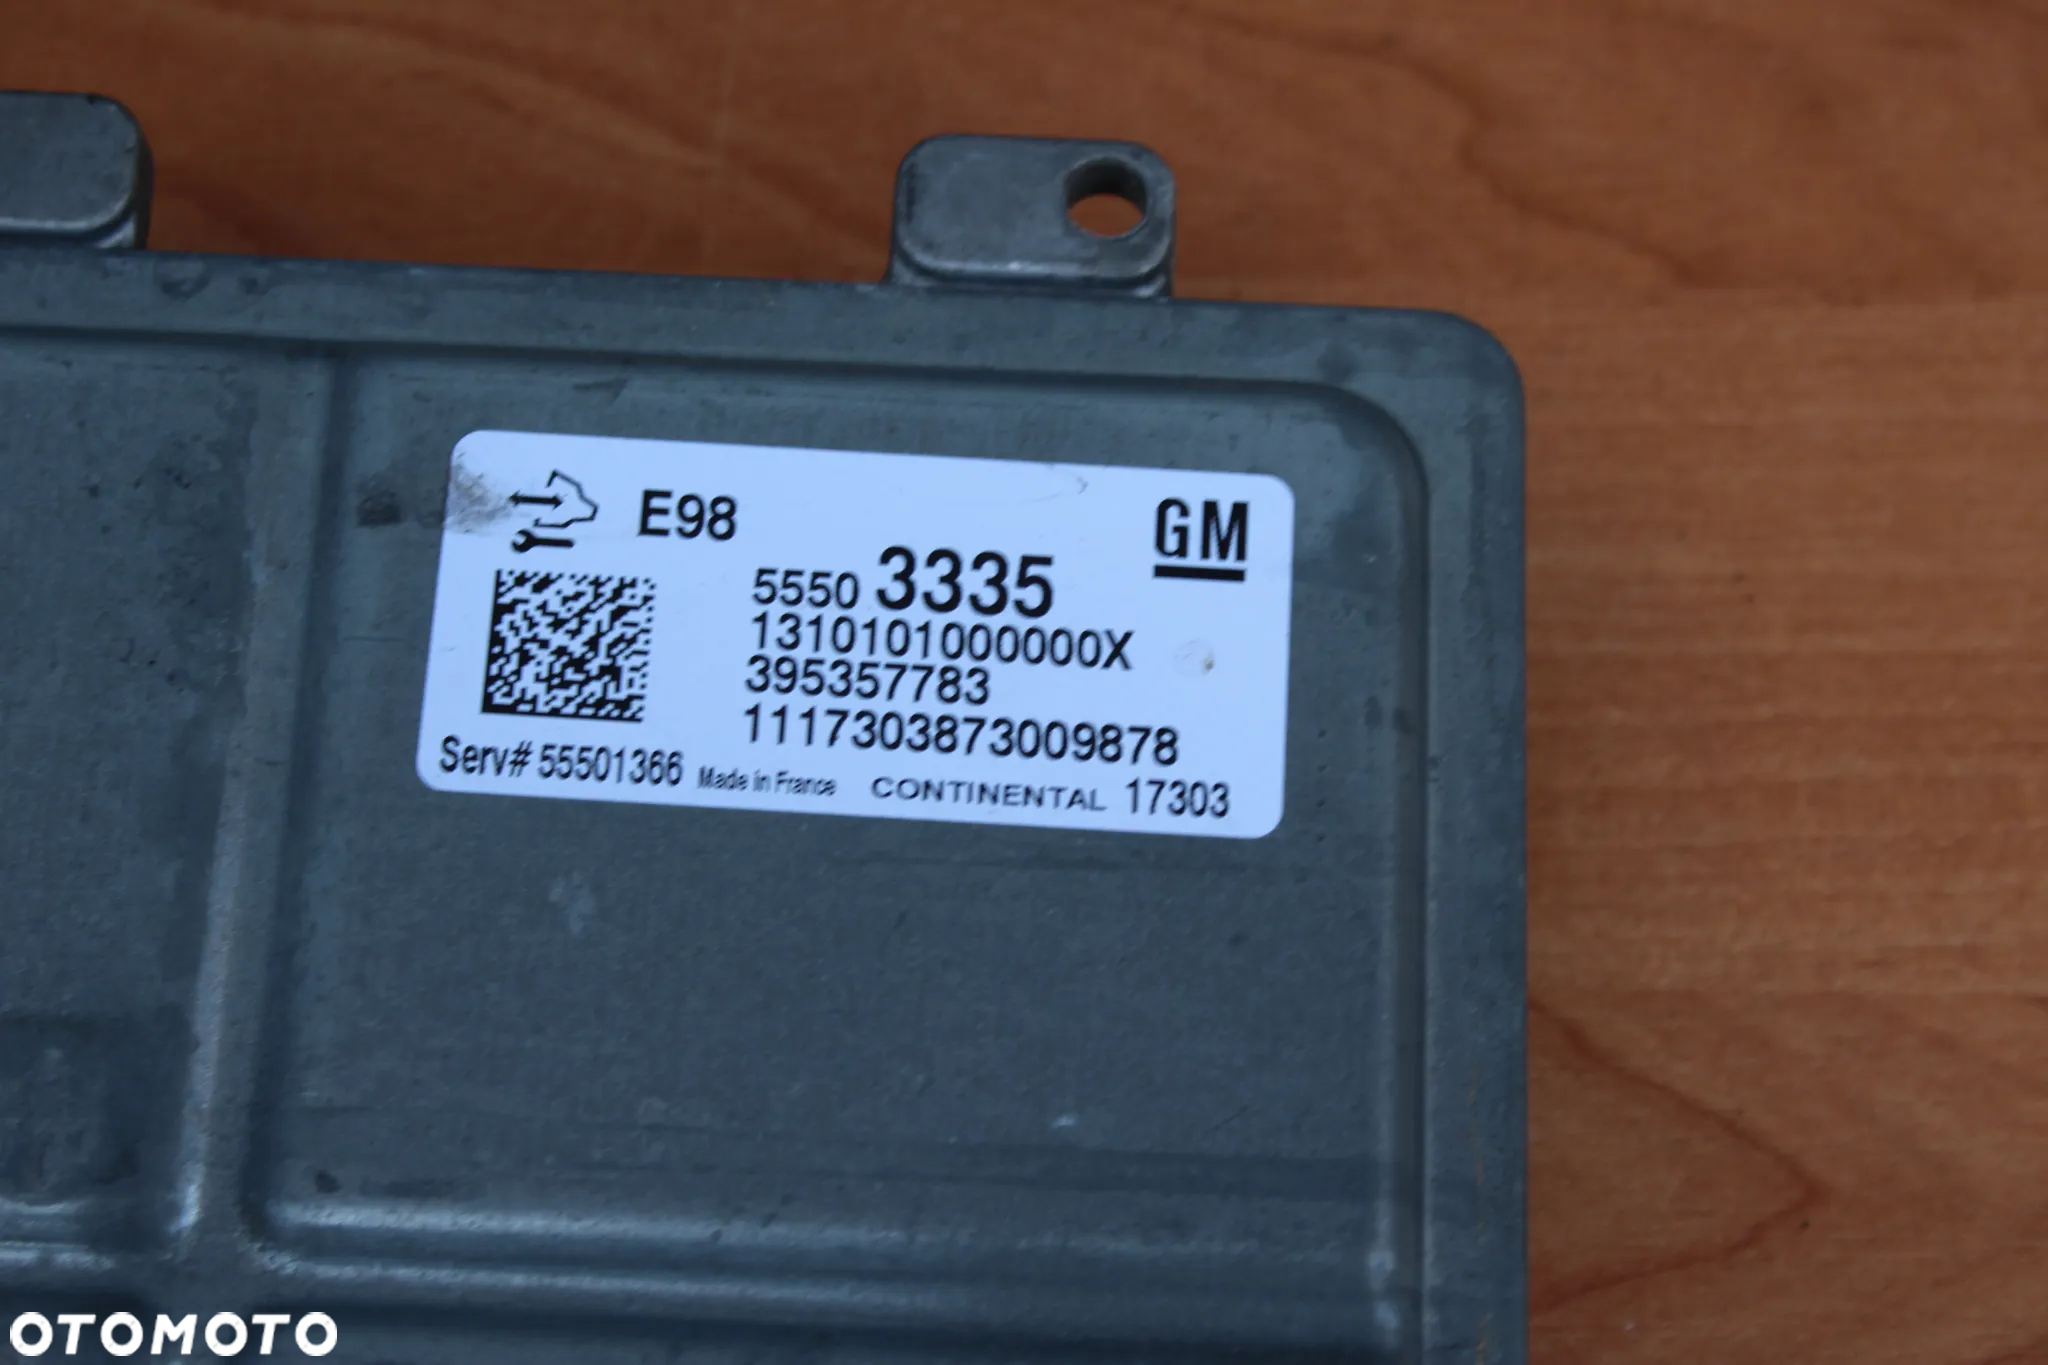 E98
GM
5550 3335
1310101000000X
395357783
1117303873009878
Serv# 55501366 Made in France CONTINENTAL 17303
OTOMOTO